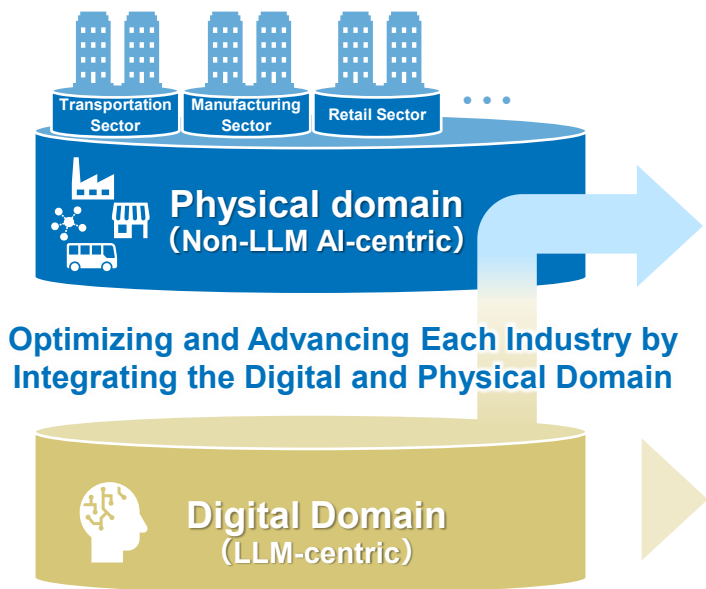 Transportation
Sector
Manufacturing
Sector
Retail Sector
• • •
Physical domain
（Non-LLM AI-centric）
Optimizing and Advancing Each Industry by
Integrating the Digital and Physical Domain
Digital Domain
（LLM-centric）